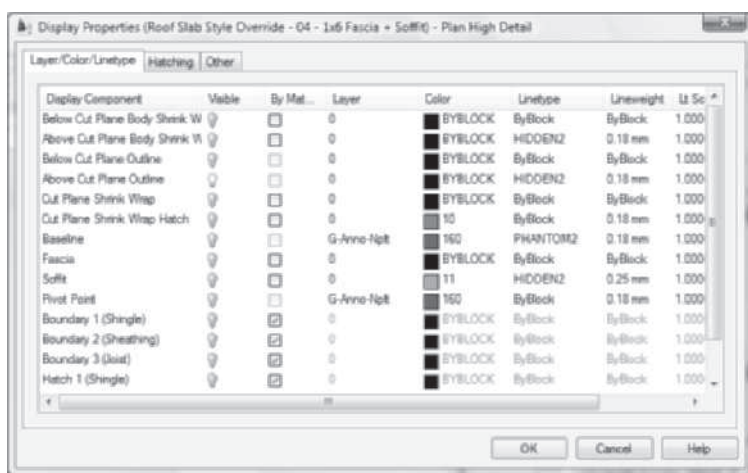 Display Properties (Roof Slab Style Override - 04 - 1x6 Fascia + Soffit) - Plan High Detail
Layer/Color/Linetype Hatching Other
Display Component Visible By Mat... Layer Color Linetype Lineweight Lt Sc
Below Cut Plane Body Shrink W 0 BYBLOCK ByBlock ByBlock 1.000
Above Cut Plane Body Shrink W 0 BYBLOCK HIDDEN2 0.18 mm 1.000
Below Cut Plane Outline 0 BYBLOCK ByBlock ByBlock 1.000
Above Cut Plane Outline 0 BYBLOCK HIDDEN2 0.18 mm 1.000
Cut Plane Shrink Wrap 0 BYBLOCK ByBlock ByBlock 1.000
Cut Plane Shrink Wrap Hatch 0 10 ByBlock 0.18 mm 1.000
Baseline G-Anno-Nplt 160 PHANTOM2 0.18 mm 1.000
Fascia 0 BYBLOCK ByBlock ByBlock 1.000
Soffit 0 11 HIDDEN2 0.25 mm 1.000
Pivot Point G-Anno-Nplt 160 ByBlock 0.18 mm 1.000
Boundary 1 (Shingle) 0 BYBLOCK ByBlock ByBlock 1.000
Boundary 2 (Sheathing) 0 BYBLOCK ByBlock ByBlock 1.000
Boundary 3 (Joist) 0 BYBLOCK ByBlock ByBlock 1.000
Hatch 1 (Shingle) 0 BYBLOCK ByBlock ByBlock 1.000
OK Cancel Help